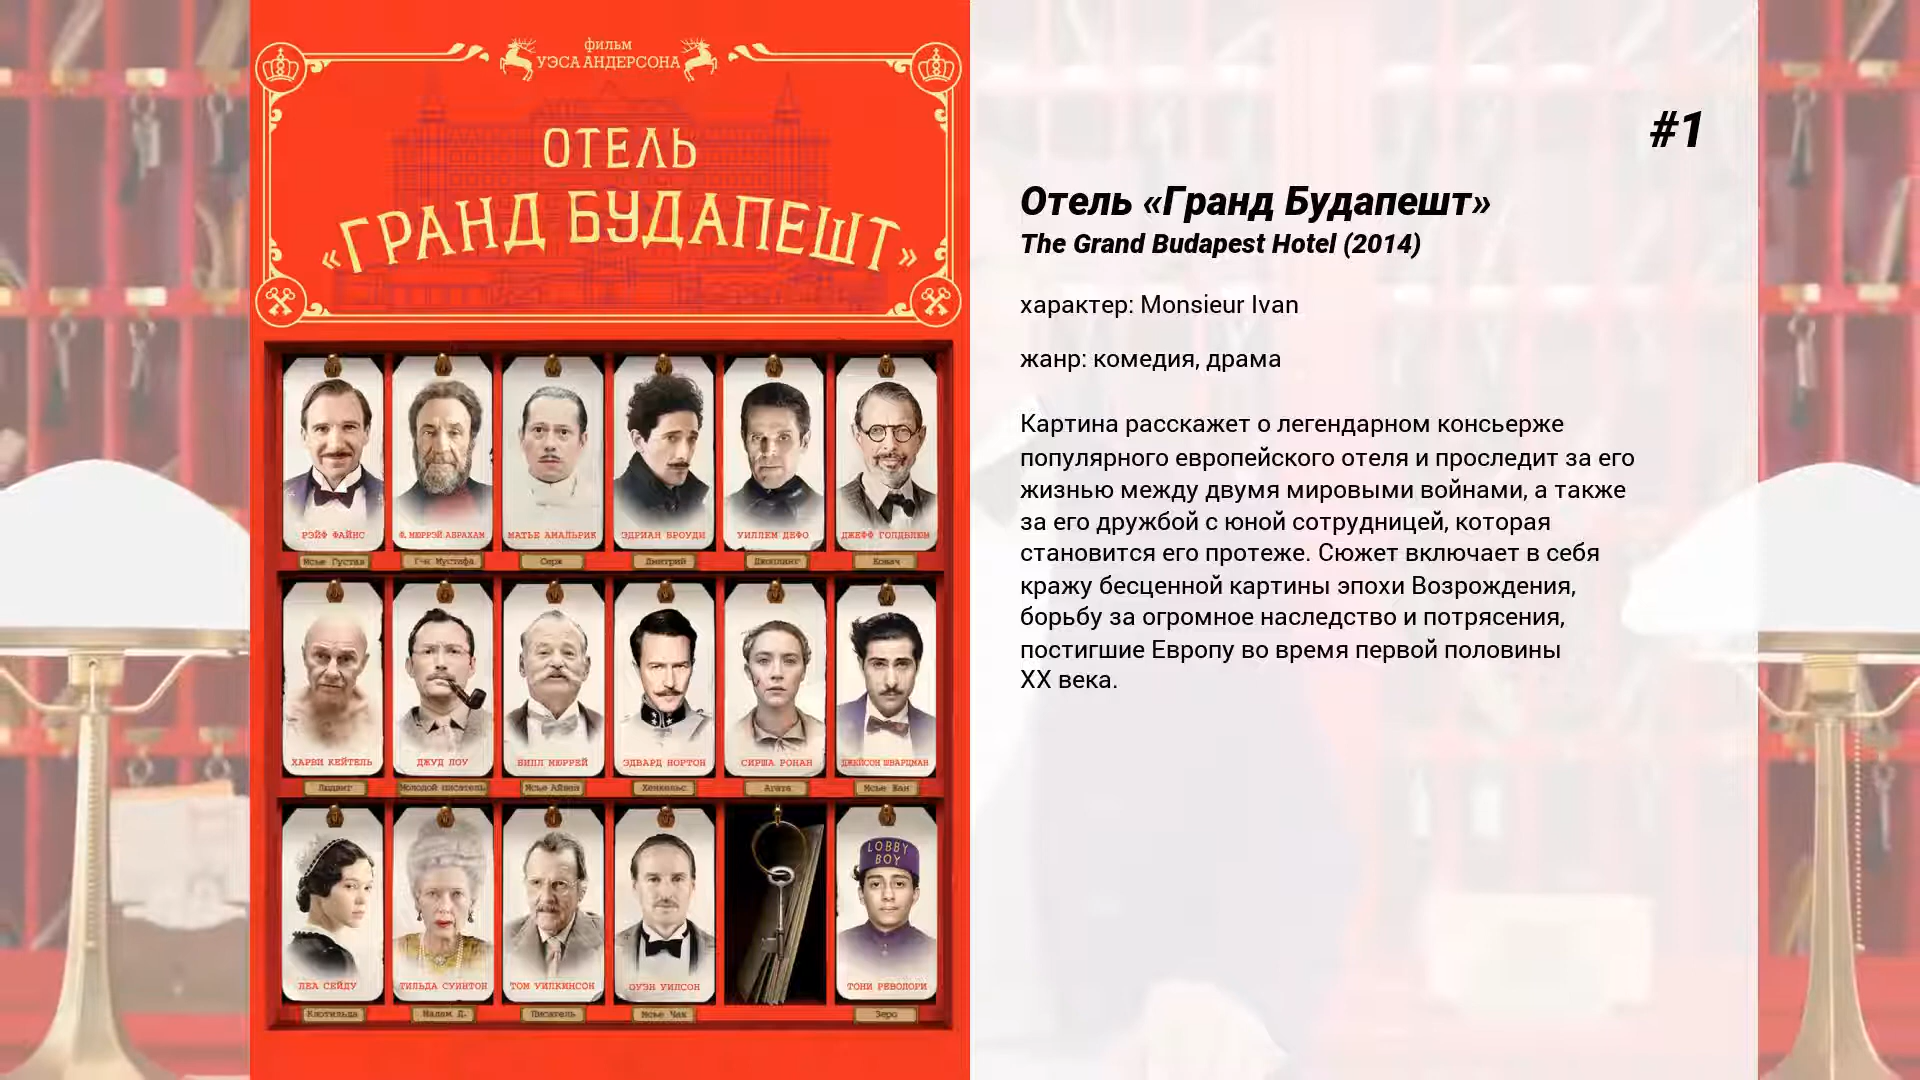 фильм
УЭСА АНДЕРСОНА
ОТЕЛЬ
«ГРАНД БУДАПЕШТ»
РЭЙФ ФАЙНС
Ф. МЮРРЭЙ АБРАХАМ
МАТЬЕ АМАЛЬРИК
ЭДРИАН БРОУДИ
УИЛЛЕМ ДЕФО
ДЖЕФФ ГОЛДБЛЮМ
Мсье Густав
Г-н Мустафа
Серж
Дмитрий
Джоплинг
Ковач
ХАРВИ КЕЙТЕЛЬ
ДЖУД ЛОУ
БИЛЛ МЮРРЕЙ
ЭДВАРД НОРТОН
СИРША РОНАН
ДЖЕЙСОН ШВАРЦМАН
Людвиг
Молодой писатель
Мсье Айвен
Хенкельс
Агата
Мсье Жан
LOBBY
BOY
ЛЕА СЕЙДУ
ТИЛЬДА СУИНТОН
ТОМ УИЛКИНСОН
ОУЭН УИЛСОН
ТОНИ РЕВОЛОРИ
Клотильда
Мадам Д.
Писатель
Мсье Чак
Зеро
#1
Отель «Гранд Будапешт»
The Grand Budapest Hotel (2014)
характер: Monsieur Ivan
жанр: комедия, драма
Картина расскажет о легендарном консьерже
популярного европейского отеля и проследит за его
жизнью между двумя мировыми войнами, а также
за его дружбой с юной сотрудницей, которая
становится его протеже. Сюжет включает в себя
кражу бесценной картины эпохи Возрождения,
борьбу за огромное наследство и потрясения,
постигшие Европу во время первой половины
XX века.